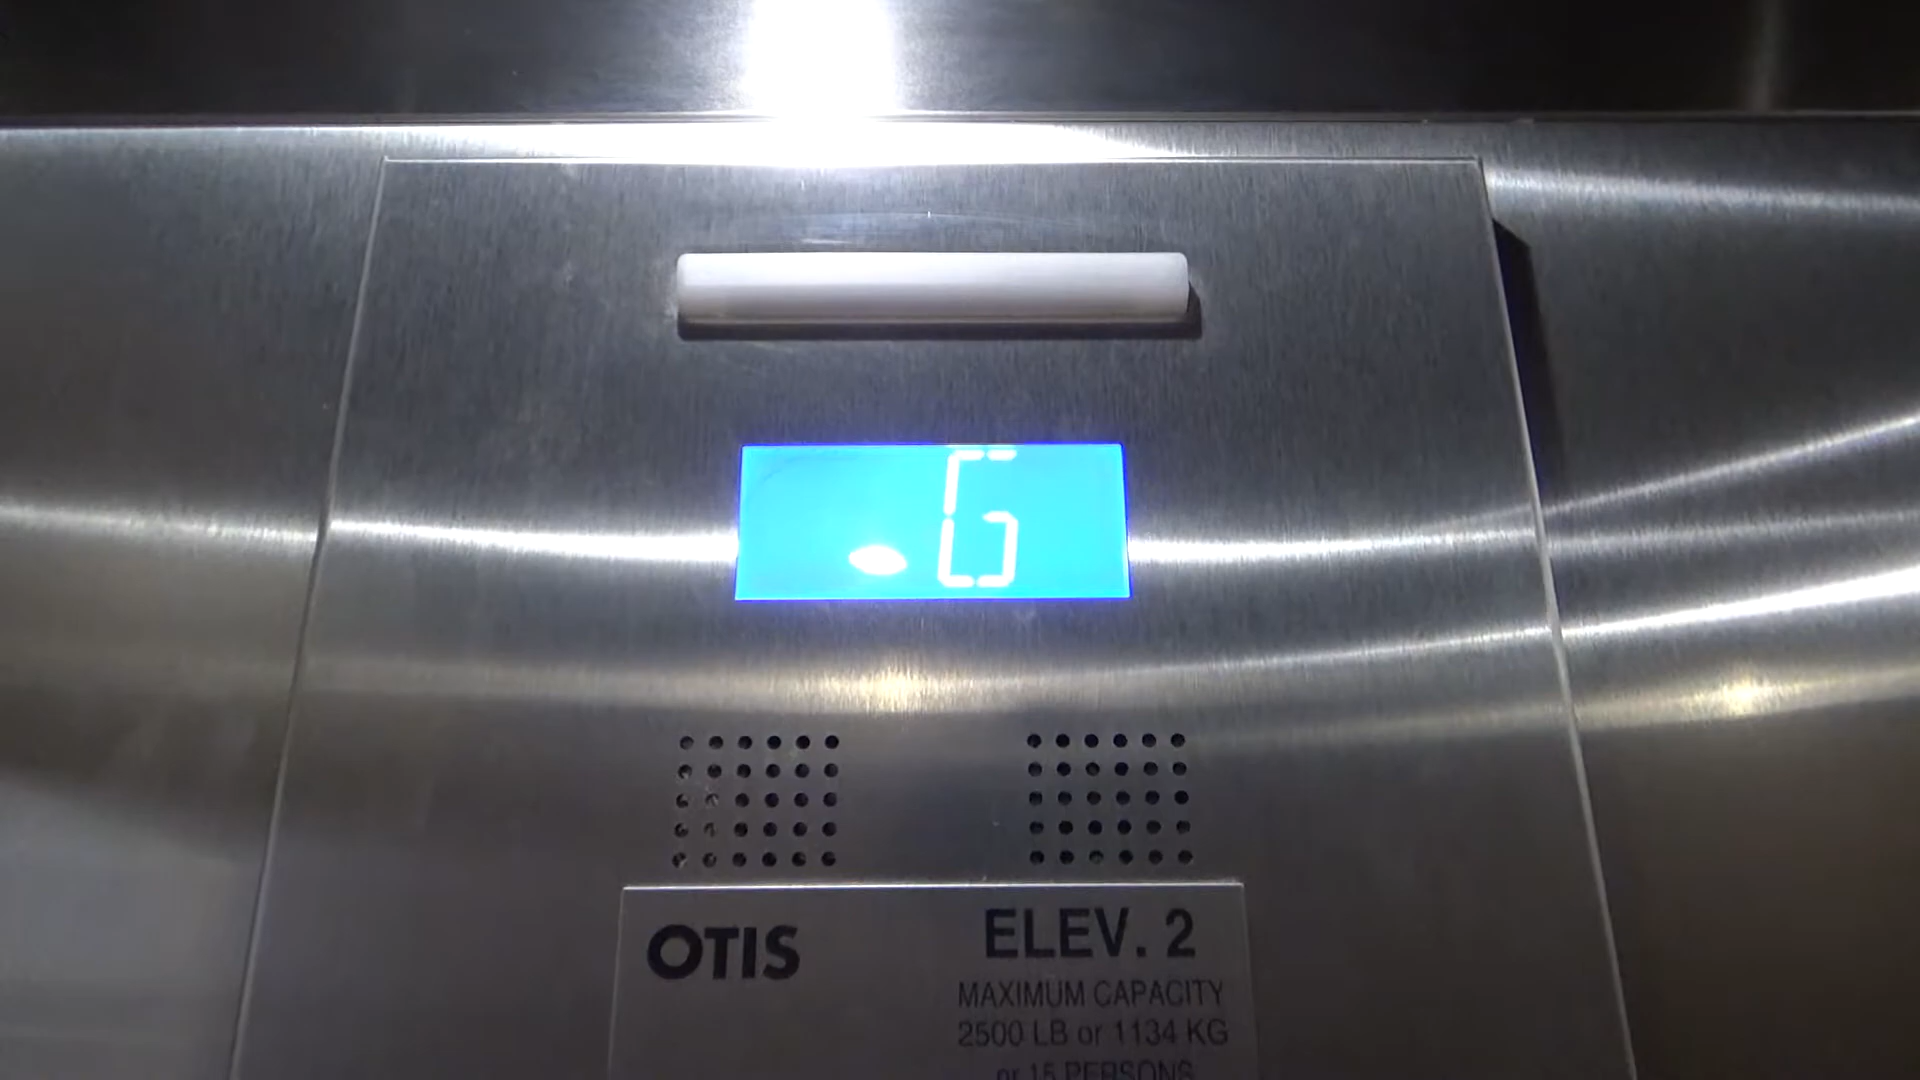 G
OTIS
ELEV. 2
MAXIMUM CAPACITY
2500 LB or 1134 KG
or 15 PERSONS